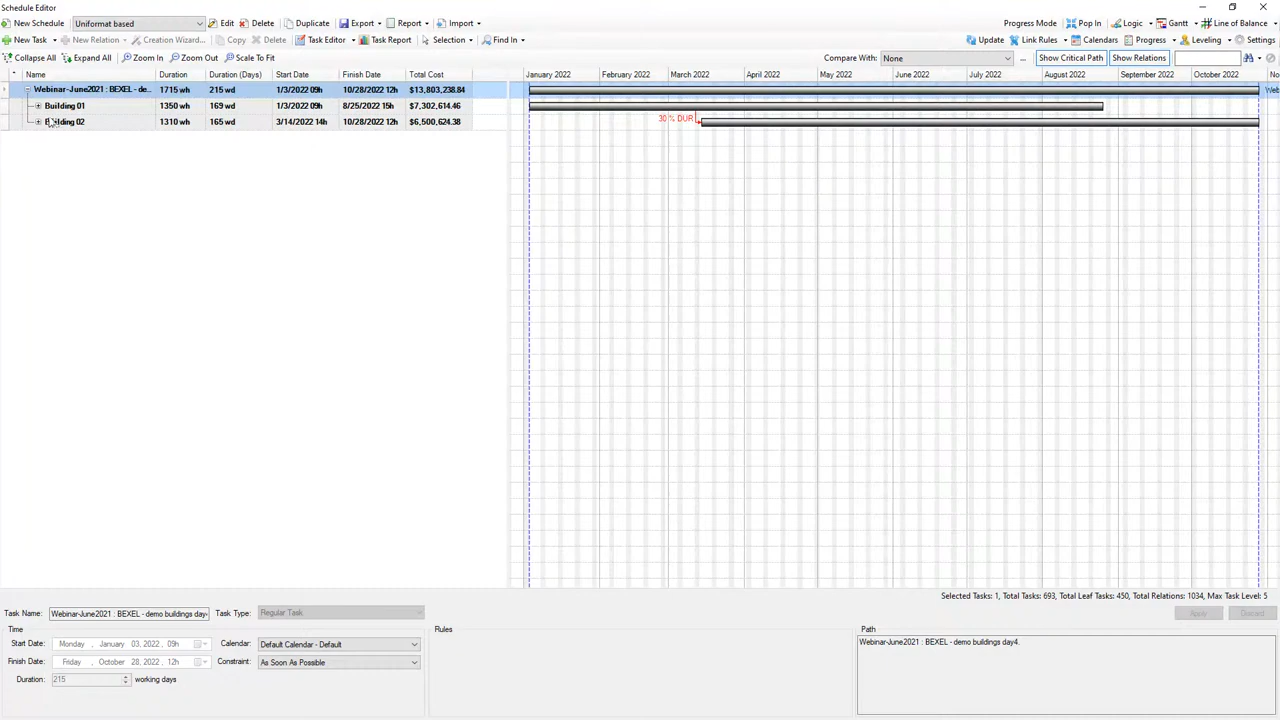 Schedule Editor
New Schedule Uniformat based Edit Delete Duplicate Export Report Import Progress Mode Pop In Logic Gantt Line of Balance
New Task New Relation Creation Wizard... Copy Delete Task Editor Task Report Selection Find In Update Link Rules Calendars Progress Leveling Settings
Collapse All Expand All Zoom In Zoom Out Scale To Fit Compare With: None ... Show Critical Path Show Relations
Name Duration Duration (Days) Start Date Finish Date Total Cost January 2022 February 2022 March 2022 April 2022 May 2022 June 2022 July 2022 August 2022 September 2022 October 2022 No
Webinar-June2021 : BEXEL - de... 1715 wh 215 wd 1/3/2022 09h 10/28/2022 12h $13,803,238.84 Web
Building 01 1350 wh 169 wd 1/3/2022 09h 8/25/2022 15h $7,302,614.46
Building 02 1310 wh 165 wd 3/14/2022 14h 10/28/2022 12h $6,500,624.38 30 % DUR
Selected Tasks: 1, Total Tasks: 693, Total Leaf Tasks: 450, Total Relations: 1034, Max Task Level: 5
Task Name: Webinar-June2021 : BEXEL - demo buildings day4 Task Type: Regular Task Apply Discard
Time Rules Path
Start Date: Monday , January 03, 2022 , 09h Calendar: Default Calendar - Default Webinar-June2021 : BEXEL - demo buildings day4.
Finish Date: Friday , October 28, 2022 , 12h Constraint: As Soon As Possible
Duration: 215 working days